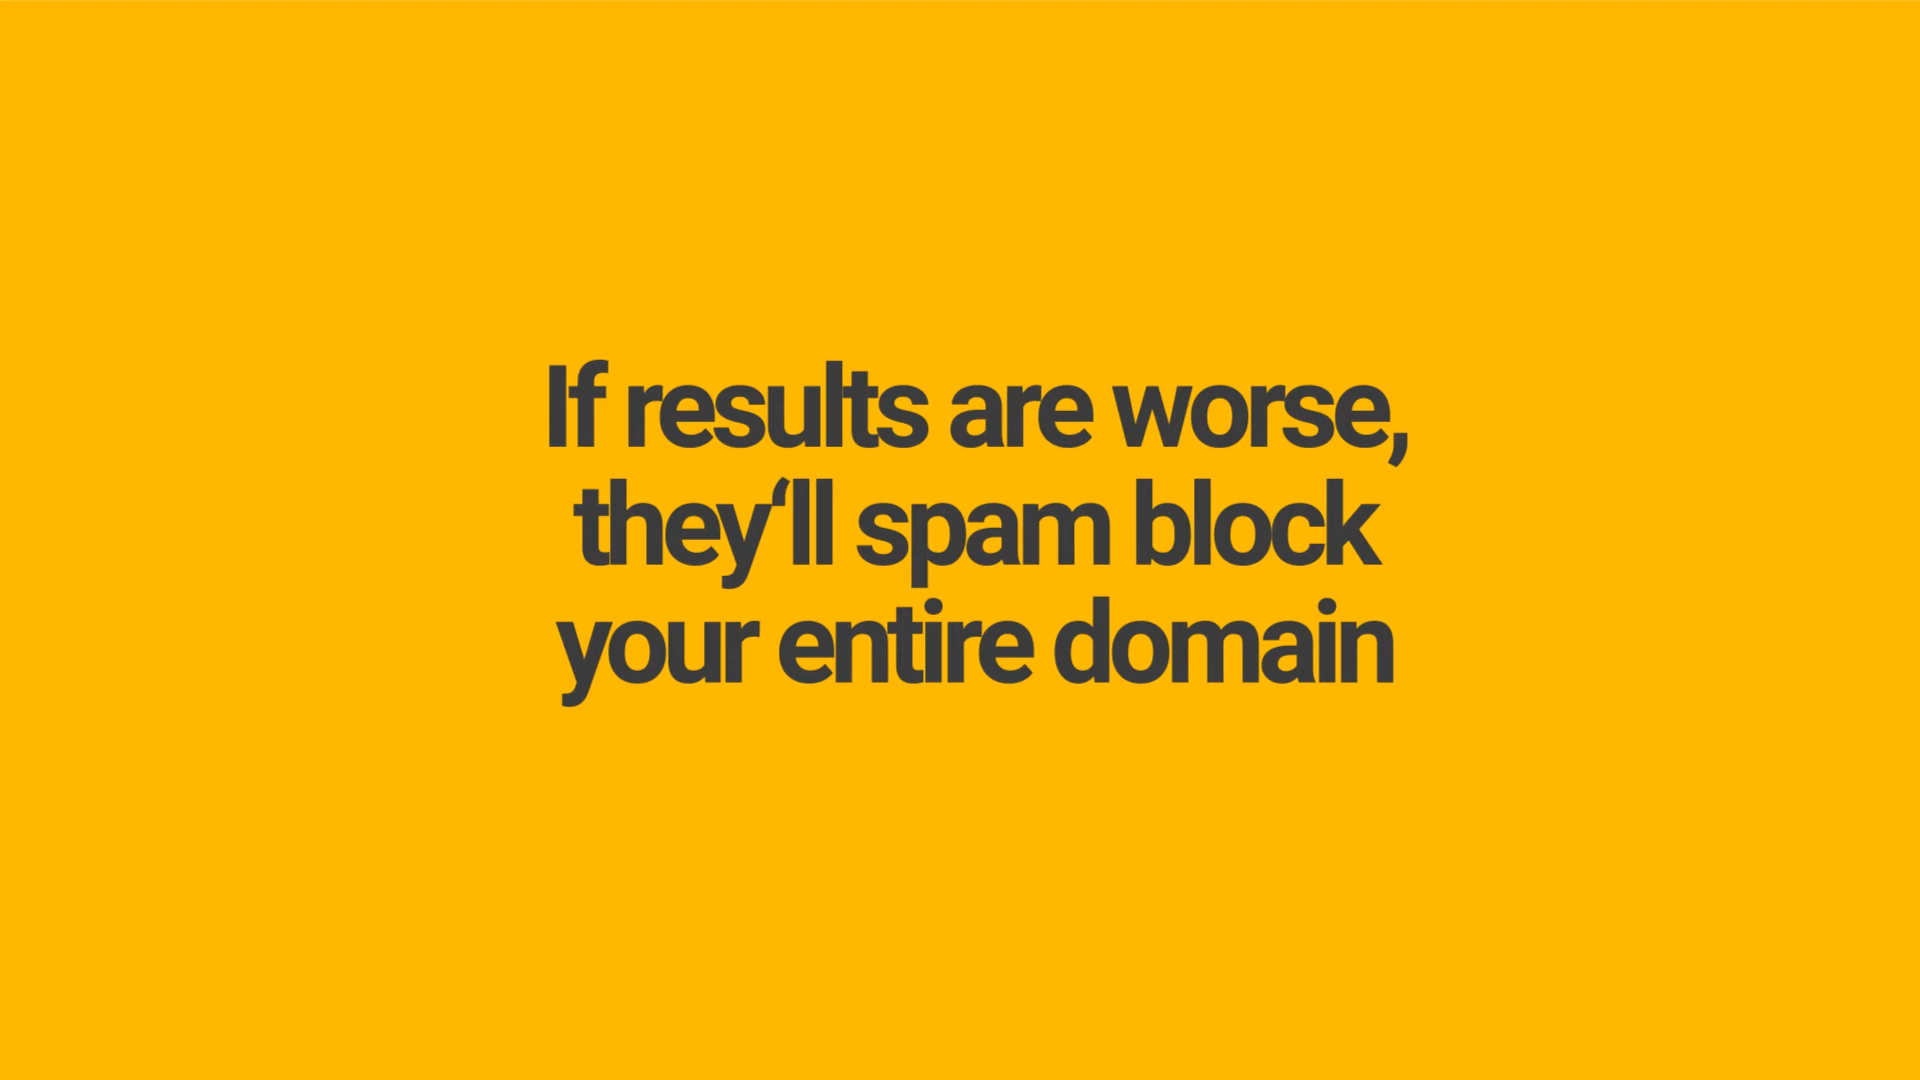 If results are worse,
they‘ll spam block
your entire domain